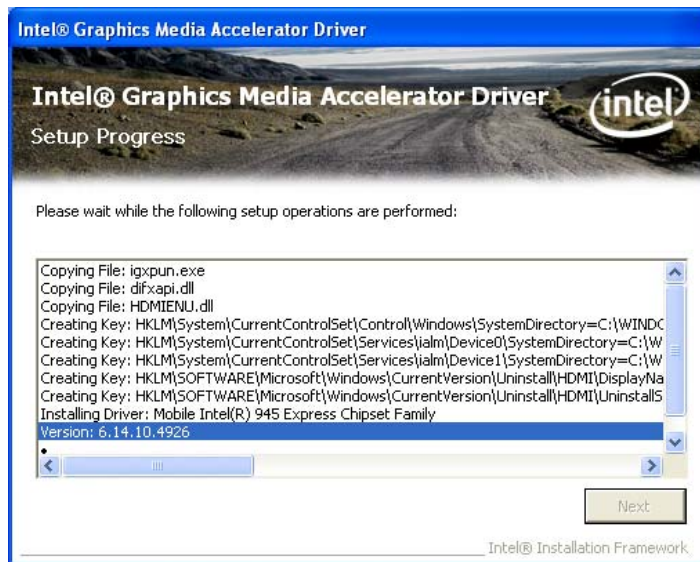 Intel® Graphics Media Accelerator Driver
Intel® Graphics Media Accelerator Driver
intel
Setup Progress
Please wait while the following setup operations are performed:
Copying File: igxpun.exe
Copying File: difxapi.dll
Copying File: HDMIENU.dll
Creating Key: HKLM\System\CurrentControlSet\Control\Windows\SystemDirectory=C:\WINDO
Creating Key: HKLM\System\CurrentControlSet\Services\ialm\Device0\SystemDirectory=C:\W
Creating Key: HKLM\System\CurrentControlSet\Services\ialm\Device1\SystemDirectory=C:\W
Creating Key: HKLM\SOFTWARE\Microsoft\Windows\CurrentVersion\Uninstall\HDMI\DisplayNa
Creating Key: HKLM\SOFTWARE\Microsoft\Windows\CurrentVersion\Uninstall\HDMI\UninstallS
Installing Driver: Mobile Intel(R) 945 Express Chipset Family
Version: 6.14.10.4926
Next
Intel® Installation Framework